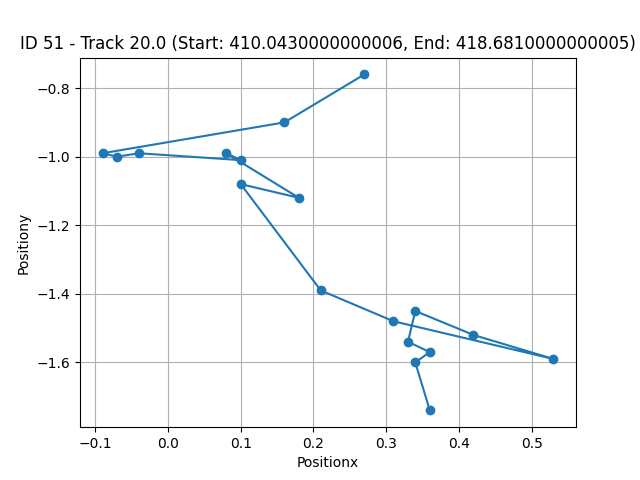 ID 51 - Track 20.0 (Start: 410.0430000000006, End: 418.6810000000005)
−0.8
−1.0
−1.2
−1.4
−1.6
Positiony
−0.1 0.0 0.1 0.2 0.3 0.4 0.5
Positionx